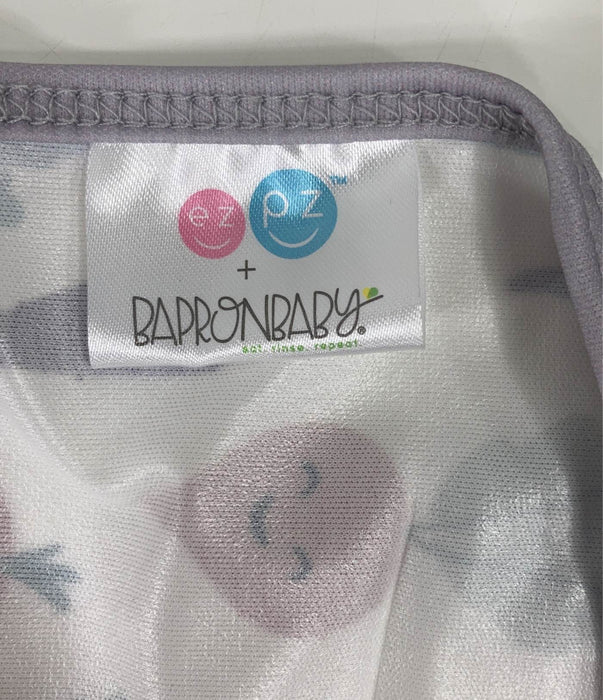 ez pz™
+
BAPRONBABY®
eat. rinse. repeat.